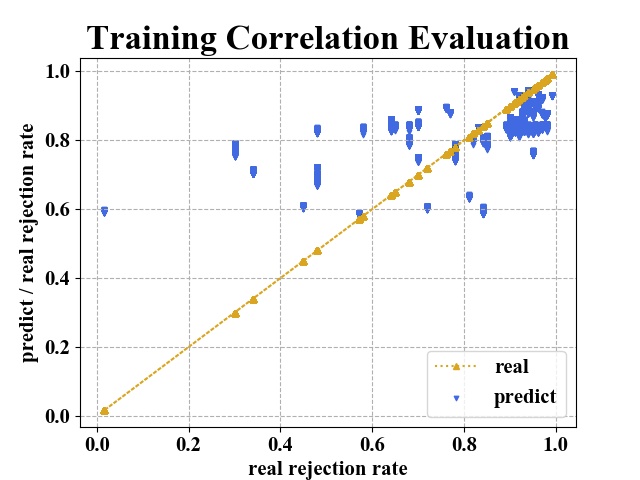 Training Correlation Evaluation
predict / real rejection rate
1.0
0.8
0.6
0.4
0.2
0.0
real
predict
0.0 0.2 0.4 0.6 0.8 1.0
real rejection rate